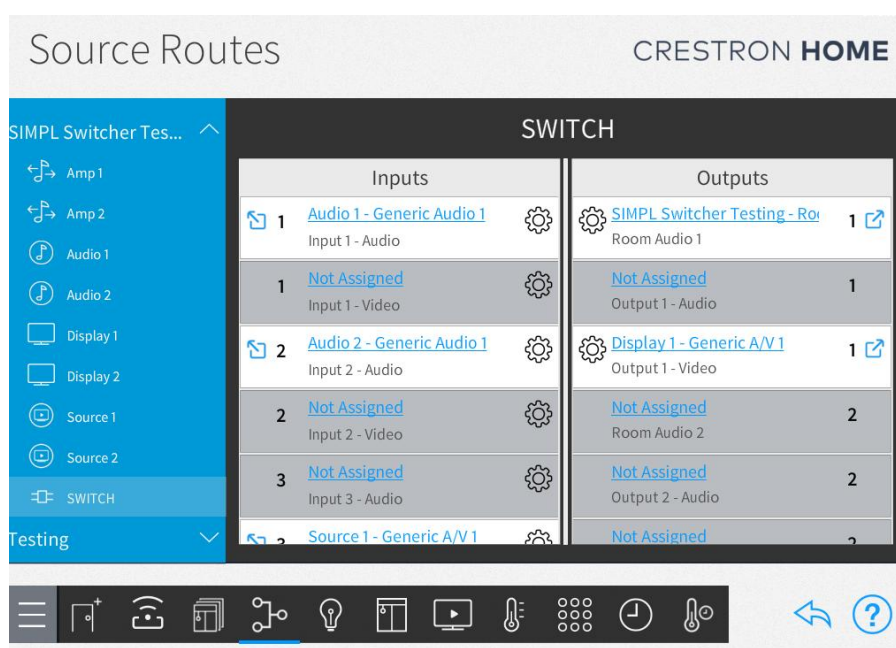 Source Routes
CRESTRON HOME
SIMPL Switcher Tes...
Amp 1
Amp 2
Audio 1
Audio 2
Display 1
Display 2
Source 1
Source 2
SWITCH
Testing
SWITCH
Inputs
1 Audio 1 - Generic Audio 1
Input 1 - Audio
1 Not Assigned
Input 1 - Video
2 Audio 2 - Generic Audio 1
Input 2 - Audio
2 Not Assigned
Input 2 - Video
3 Not Assigned
Input 3 - Audio
3 Source 1 - Generic A/V 1
Outputs
SIMPL Switcher Testing - Roo 1
Room Audio 1
Not Assigned 1
Output 1 - Audio
Display 1 - Generic A/V 1 1
Output 1 - Video
Not Assigned 2
Room Audio 2
Not Assigned 2
Output 2 - Audio
Not Assigned 2
?